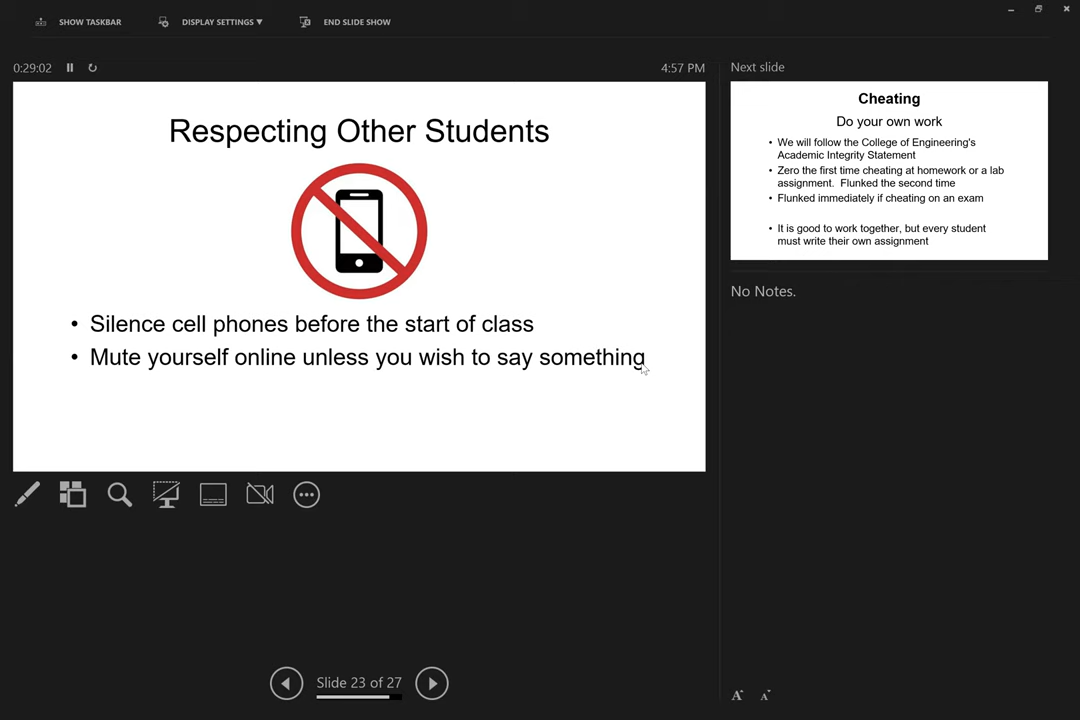 SHOW TASKBAR
DISPLAY SETTINGS ▼
END SLIDE SHOW
0:29:02
4:57 PM
Respecting Other Students
• Silence cell phones before the start of class
• Mute yourself online unless you wish to say something
Slide 23 of 27
Next slide
Cheating
Do your own work
• We will follow the College of Engineering's
Academic Integrity Statement
• Zero the first time cheating at homework or a lab
assignment.  Flunked the second time
• Flunked immediately if cheating on an exam
• It is good to work together, but every student
must write their own assignment
No Notes.
A A